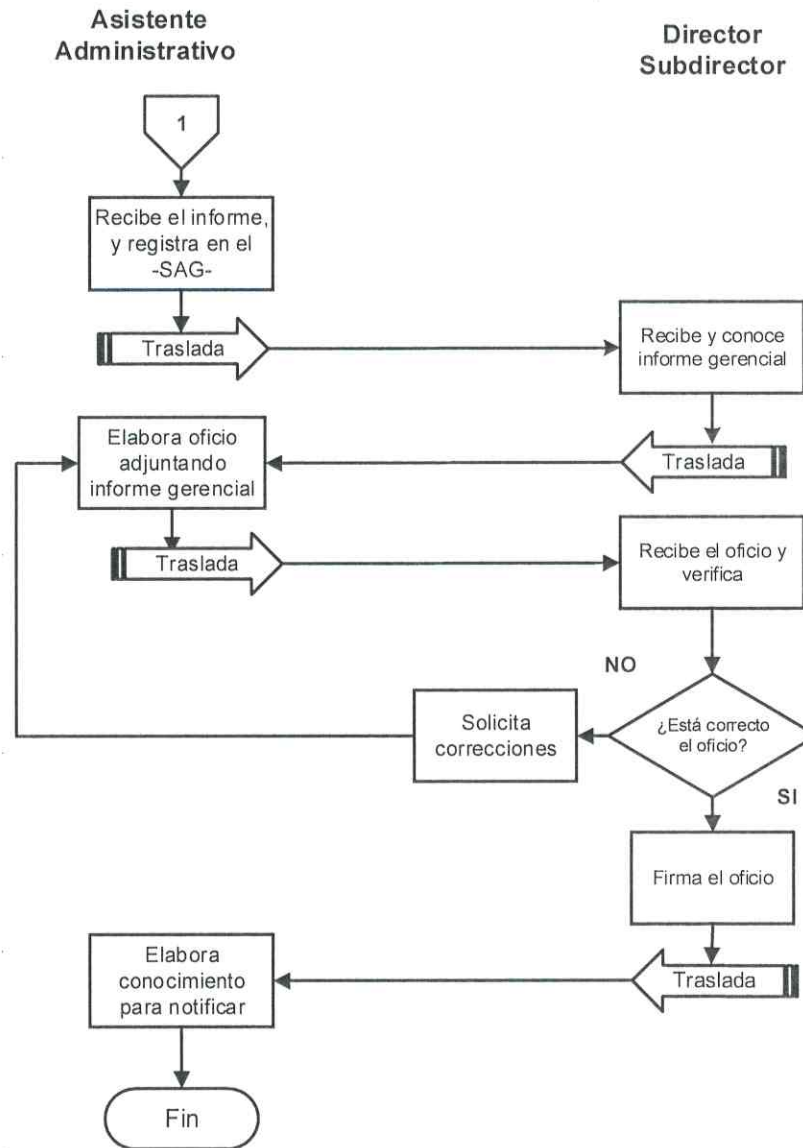 Asistente
Administrativo
Director
Subdirector
1
Recibe el informe,
y registra en el
-SAG-
Traslada
Recibe y conoce
informe gerencial
Traslada
Elabora oficio
adjuntando
informe gerencial
Traslada
Recibe el oficio y
verifica
NO
¿Está correcto
el oficio?
Solicita
correcciones
SI
Firma el oficio
Traslada
Elabora
conocimiento
para notificar
Fin